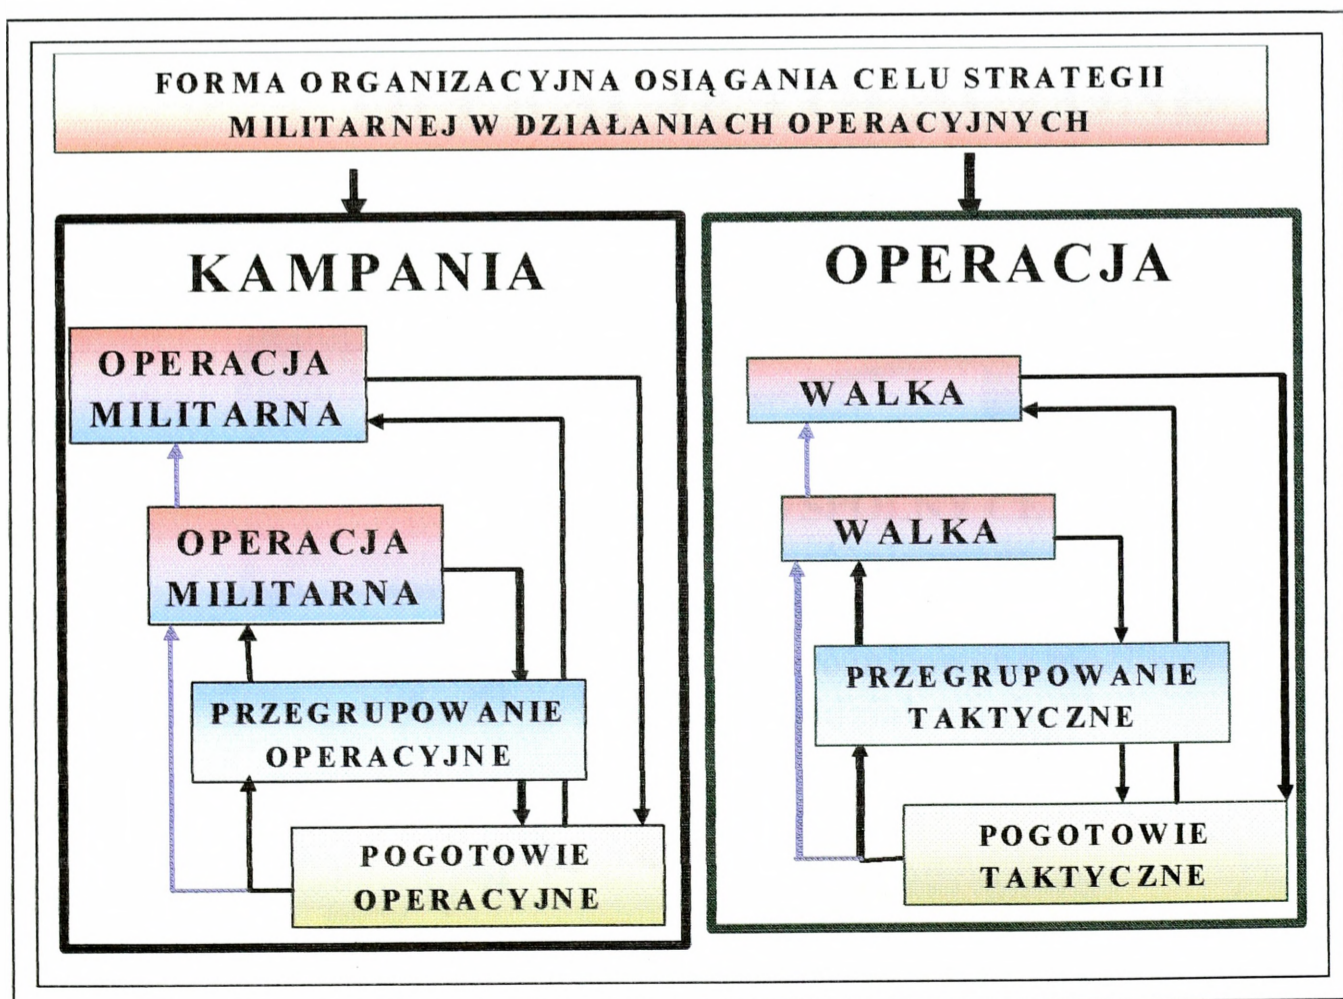 FORMA ORGANIZACYJNA OSIĄGANIA CELU STRATEGII
MILITARNEJ W DZIAŁANIACH OPERACYJNYCH
KAMPANIA
OPERACJA
MILITARNA
OPERACJA
MILITARNA
PRZEGRUPOWANIE
OPERACYJNE
POGOTOWIE
OPERACYJNE
OPERACJA
WALKA
WALKA
PRZEGRUPOWANIE
TAKTYCZNE
POGOTOWIE
TAKTYCZNE